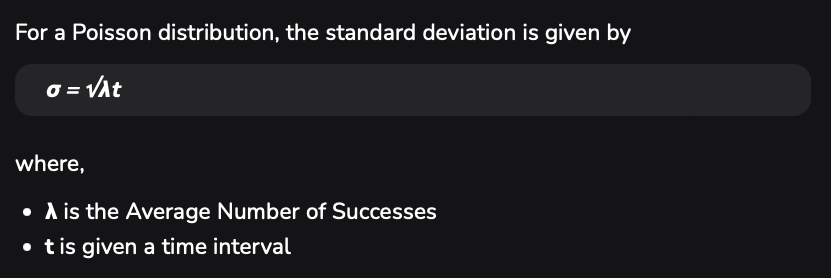 For a Poisson distribution, the standard deviation is given by
σ = √λt
where,
• λ is the Average Number of Successes
• t is given a time interval